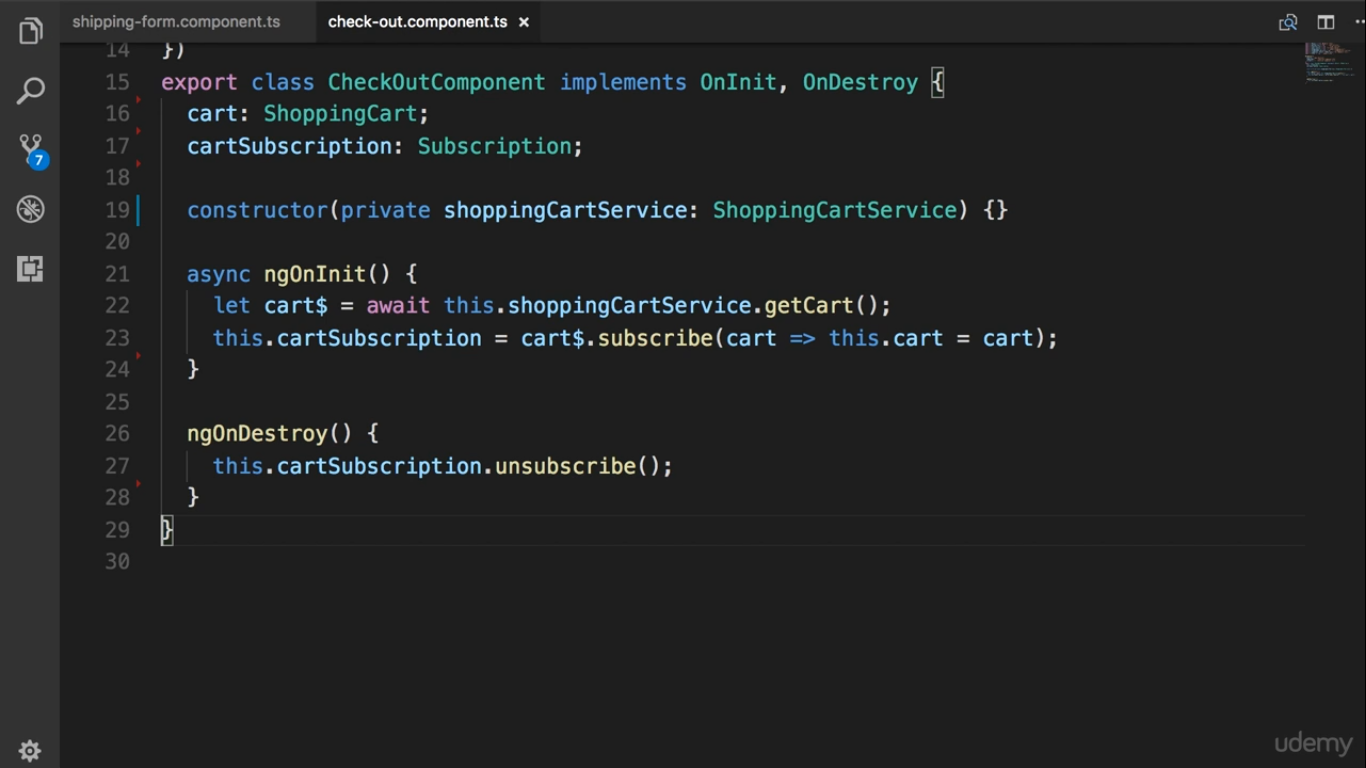 shipping-form.component.ts check-out.component.ts ×
14 })
15 export class CheckOutComponent implements OnInit, OnDestroy {
16 cart: ShoppingCart;
17 cartSubscription: Subscription;
18
19 constructor(private shoppingCartService: ShoppingCartService) {}
20
21 async ngOnInit() {
22 let cart$ = await this.shoppingCartService.getCart();
23 this.cartSubscription = cart$.subscribe(cart => this.cart = cart);
24 }
25
26 ngOnDestroy() {
27 this.cartSubscription.unsubscribe();
28 }
29 }
30
7
udemy